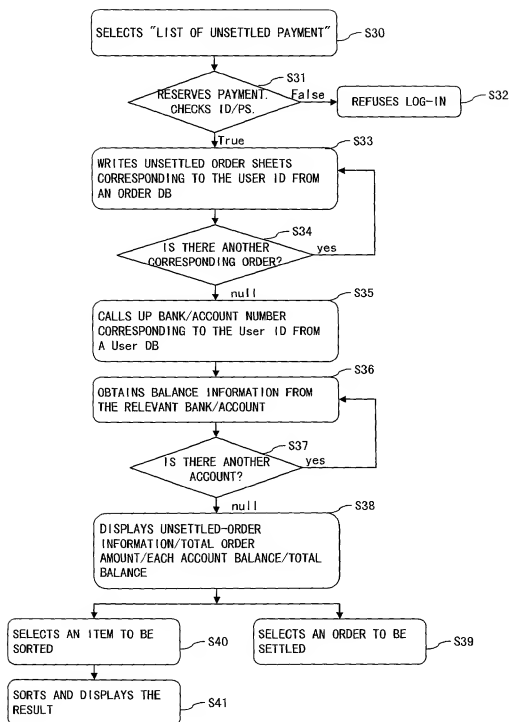 SELECTS "LIST OF UNSETTLED PAYMENT"
S30
S31
RESERVES PAYMENT.
CHECKS ID/PS.
False
REFUSES LOG-IN
S32
True
S33
WRITES UNSETTLED ORDER SHEETS
CORRESPONDING TO THE USER ID FROM
AN ORDER DB
S34
IS THERE ANOTHER
CORRESPONDING ORDER?
yes
null
S35
CALLS UP BANK/ACCOUNT NUMBER
CORRESPONDING TO THE User ID FROM
A User DB
S36
OBTAINS BALANCE INFORMATION FROM
THE RELEVANT BANK/ACCOUNT
S37
IS THERE ANOTHER
ACCOUNT?
yes
null
S38
DISPLAYS UNSETTLED-ORDER
INFORMATION/TOTAL ORDER
AMOUNT/EACH ACCOUNT BALANCE/TOTAL
BALANCE
SELECTS AN ITEM TO BE
SORTED
S40
SELECTS AN ORDER TO BE
SETTLED
S39
SORTS AND DISPLAYS THE
RESULT
S41